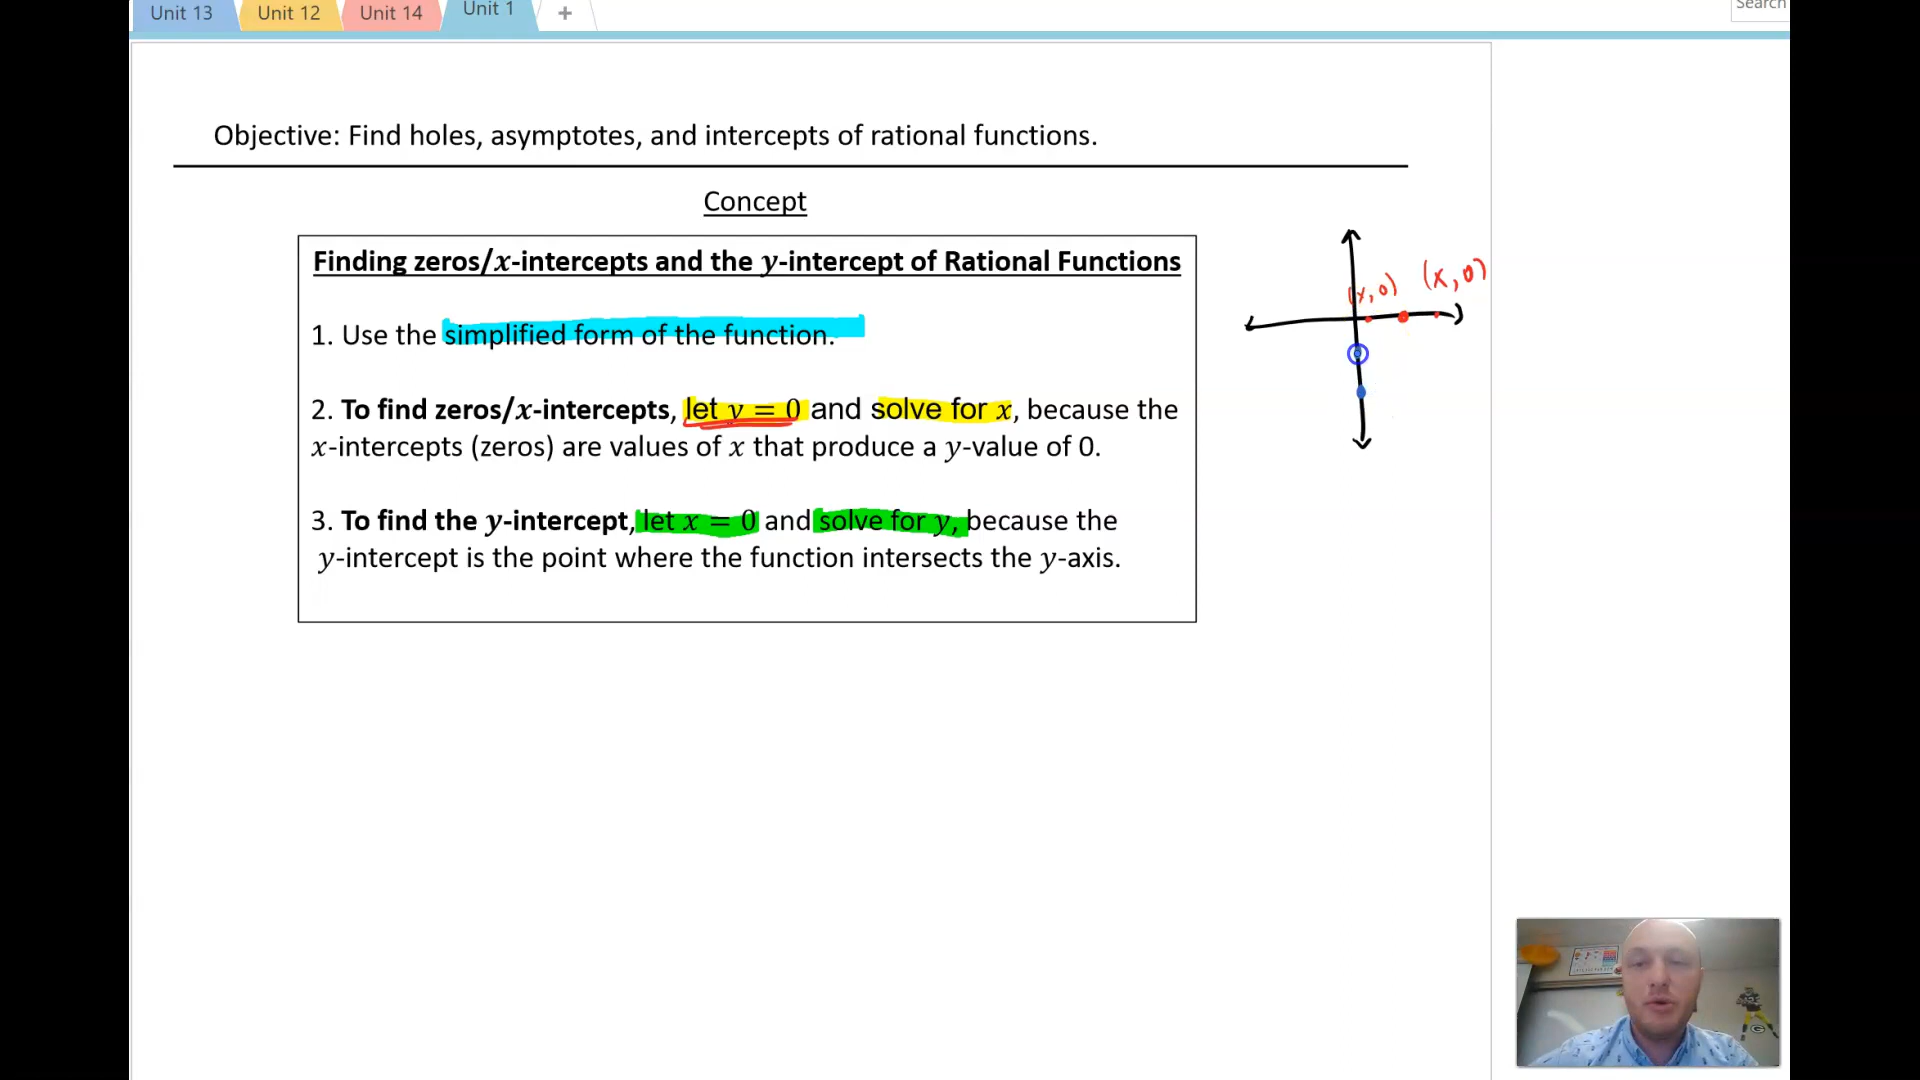 Unit 13 Unit 12 Unit 14 Unit 1 +
Search
Objective: Find holes, asymptotes, and intercepts of rational functions.
Concept
Finding zeros/x-intercepts and the y-intercept of Rational Functions
1. Use the simplified form of the function.
2. To find zeros/x-intercepts, let y = 0 and solve for x, because the
x-intercepts (zeros) are values of x that produce a y-value of 0.
3. To find the y-intercept, let x = 0 and solve for y, because the
y-intercept is the point where the function intersects the y-axis.
(x, 0) (x, 0)
G